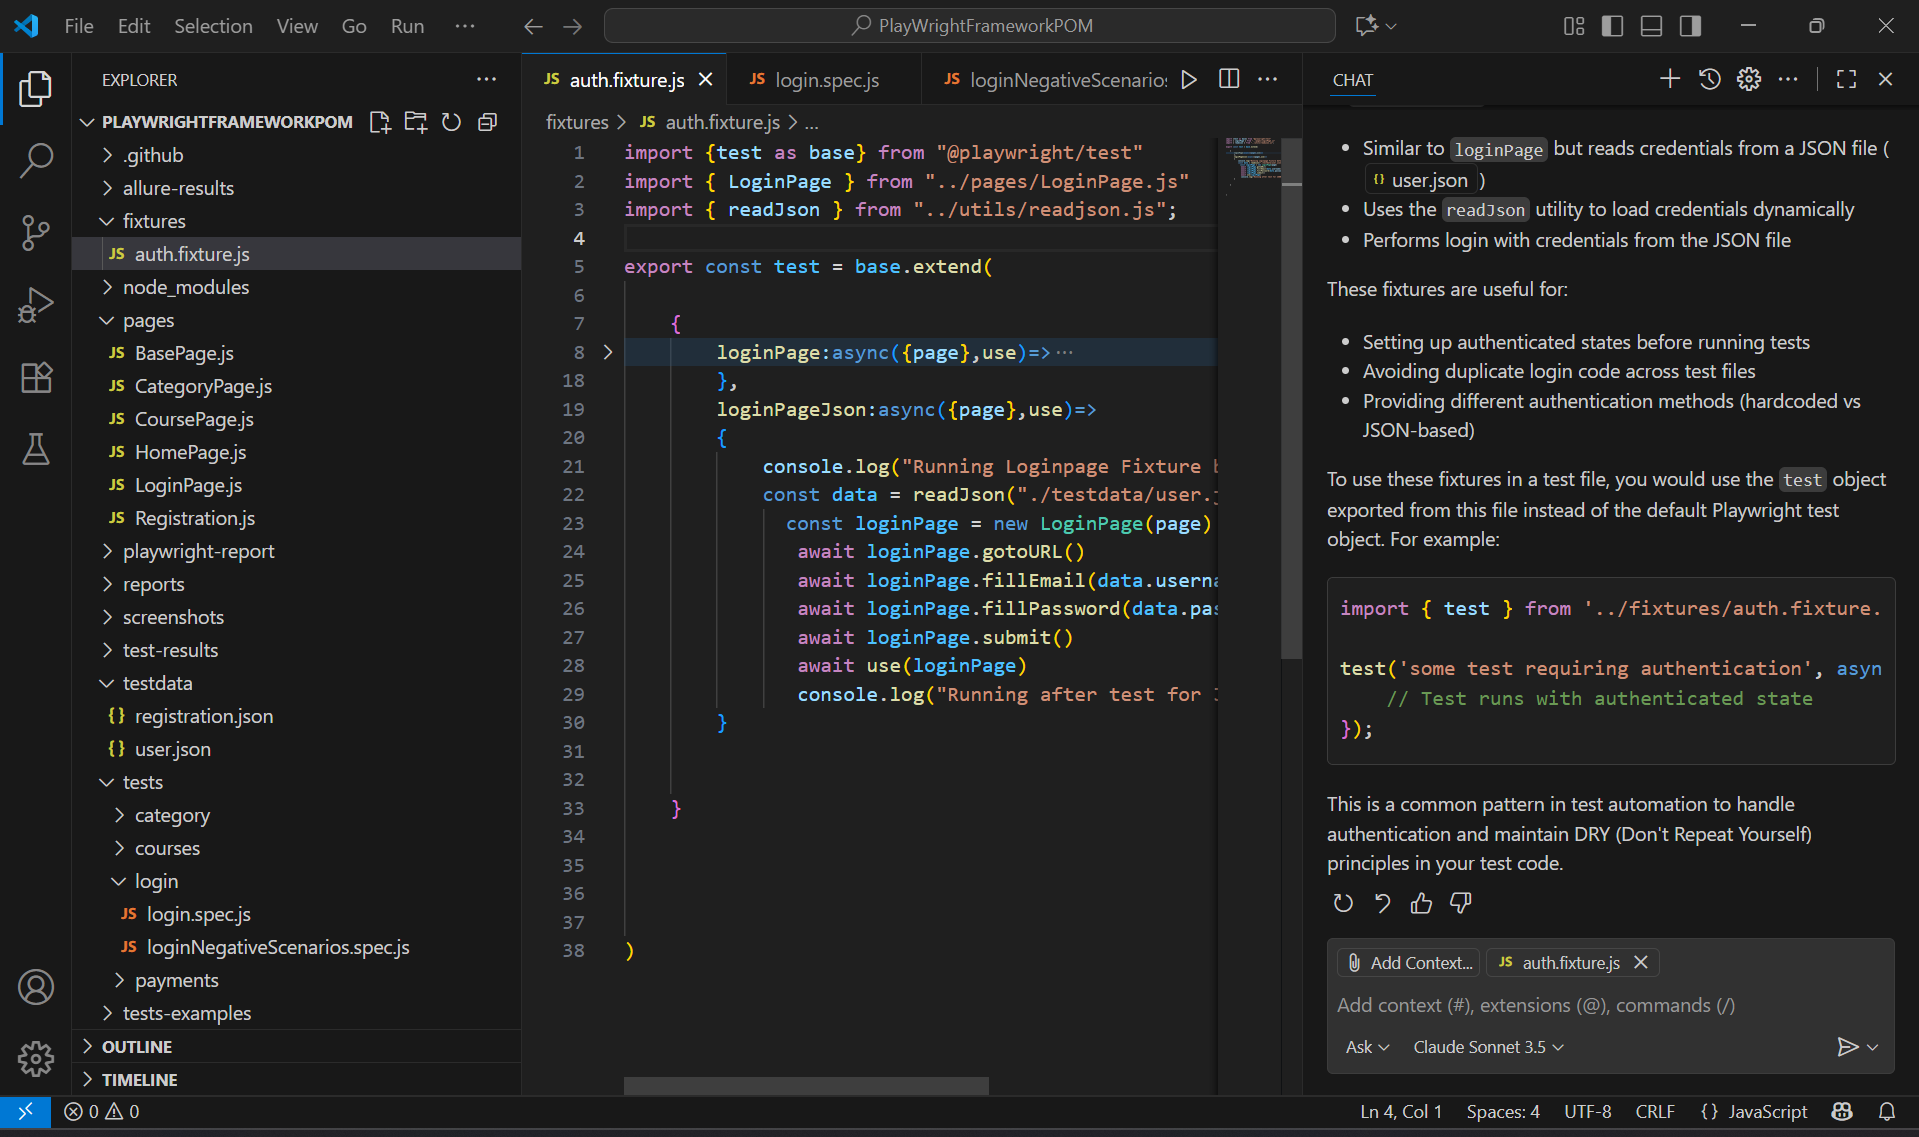 File Edit Selection View Go Run ···
PlayWrightFrameworkPOM
EXPLORER
PLAYWRIGHTFRAMEWORKPOM
.github
allure-results
fixtures
JS auth.fixture.js
node_modules
pages
JS BasePage.js
JS CategoryPage.js
JS CoursePage.js
JS HomePage.js
JS LoginPage.js
JS Registration.js
playwright-report
reports
screenshots
test-results
testdata
{} registration.json
{} user.json
tests
category
courses
login
JS login.spec.js
JS loginNegativeScenarios.spec.js
payments
tests-examples
OUTLINE
TIMELINE
JS auth.fixture.js
JS login.spec.js
JS loginNegativeScenarios
fixtures > JS auth.fixture.js > ...
1 import {test as base} from "@playwright/test"
2 import { LoginPage } from "../pages/LoginPage.js"
3 import { readJson } from "../utils/readjson.js";
4
5 export const test = base.extend(
6
7 {
8 loginPage:async({page},use)=>···
18 },
19 loginPageJson:async({page},use)=>
20 {
21 console.log("Running Loginpage Fixture
22 const data = readJson("./testdata/user.
23 const loginPage = new LoginPage(page)
24 await loginPage.gotoURL()
25 await loginPage.fillEmail(data.userna
26 await loginPage.fillPassword(data.pas
27 await loginPage.submit()
28 await use(loginPage)
29 console.log("Running after test for
30 }
31
32
33 }
34
35
36
37
38 )
CHAT
• Similar to loginPage but reads credentials from a JSON file (
{} user.json )
• Uses the readJson utility to load credentials dynamically
• Performs login with credentials from the JSON file
These fixtures are useful for:
• Setting up authenticated states before running tests
• Avoiding duplicate login code across test files
• Providing different authentication methods (hardcoded vs
JSON-based)
To use these fixtures in a test file, you would use the test object
exported from this file instead of the default Playwright test
object. For example:
import { test } from '../fixtures/auth.fixture.
test('some test requiring authentication', asyn
// Test runs with authenticated state
});
This is a common pattern in test automation to handle
authentication and maintain DRY (Don't Repeat Yourself)
principles in your test code.
Add Context... JS auth.fixture.js
Add context (#), extensions (@), commands (/)
Ask Claude Sonnet 3.5
0 0
Ln 4, Col 1 Spaces: 4 UTF-8 CRLF {} JavaScript